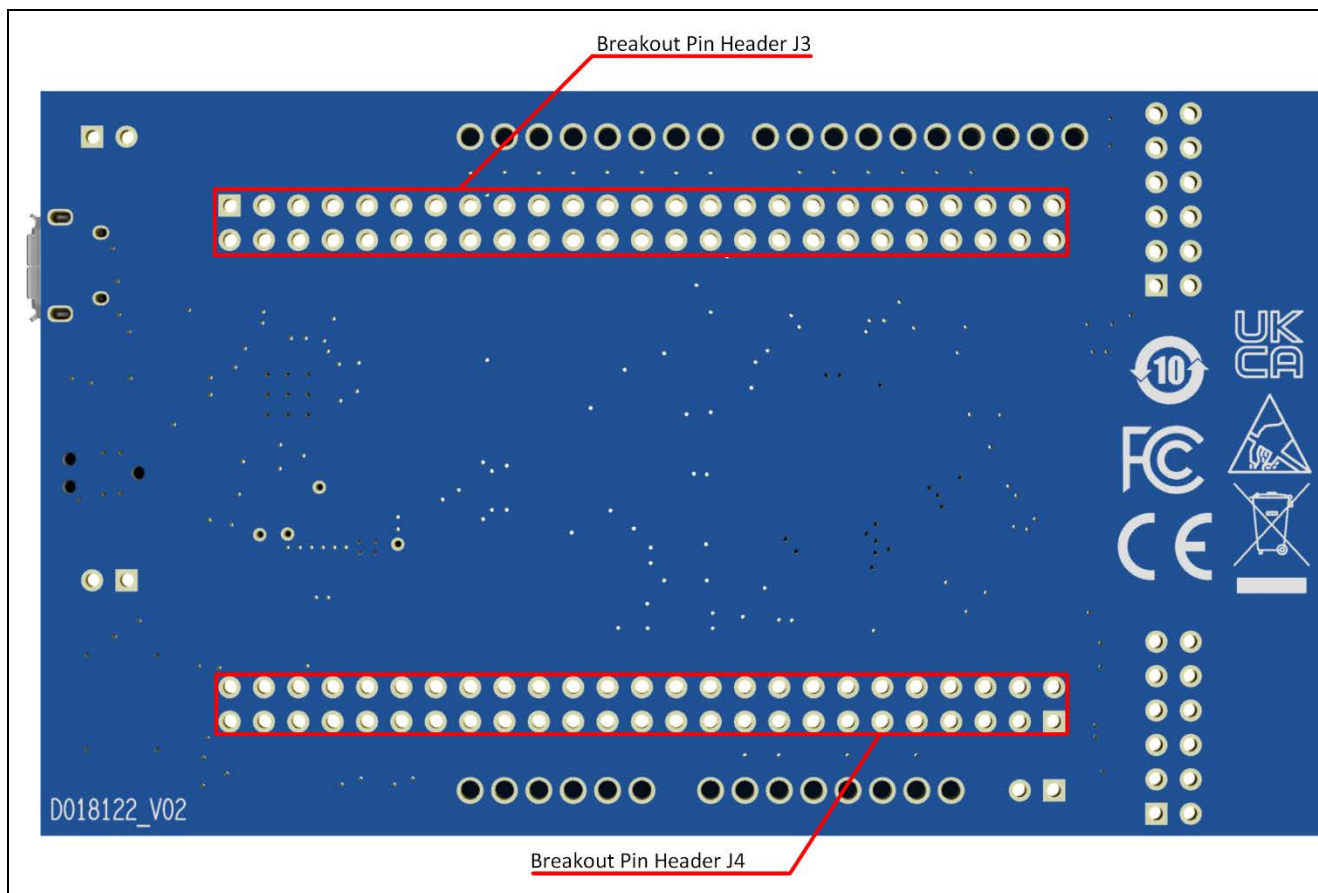 Breakout Pin Header J3
UK
CA
10
FC
CE
D018122_V02
Breakout Pin Header J4